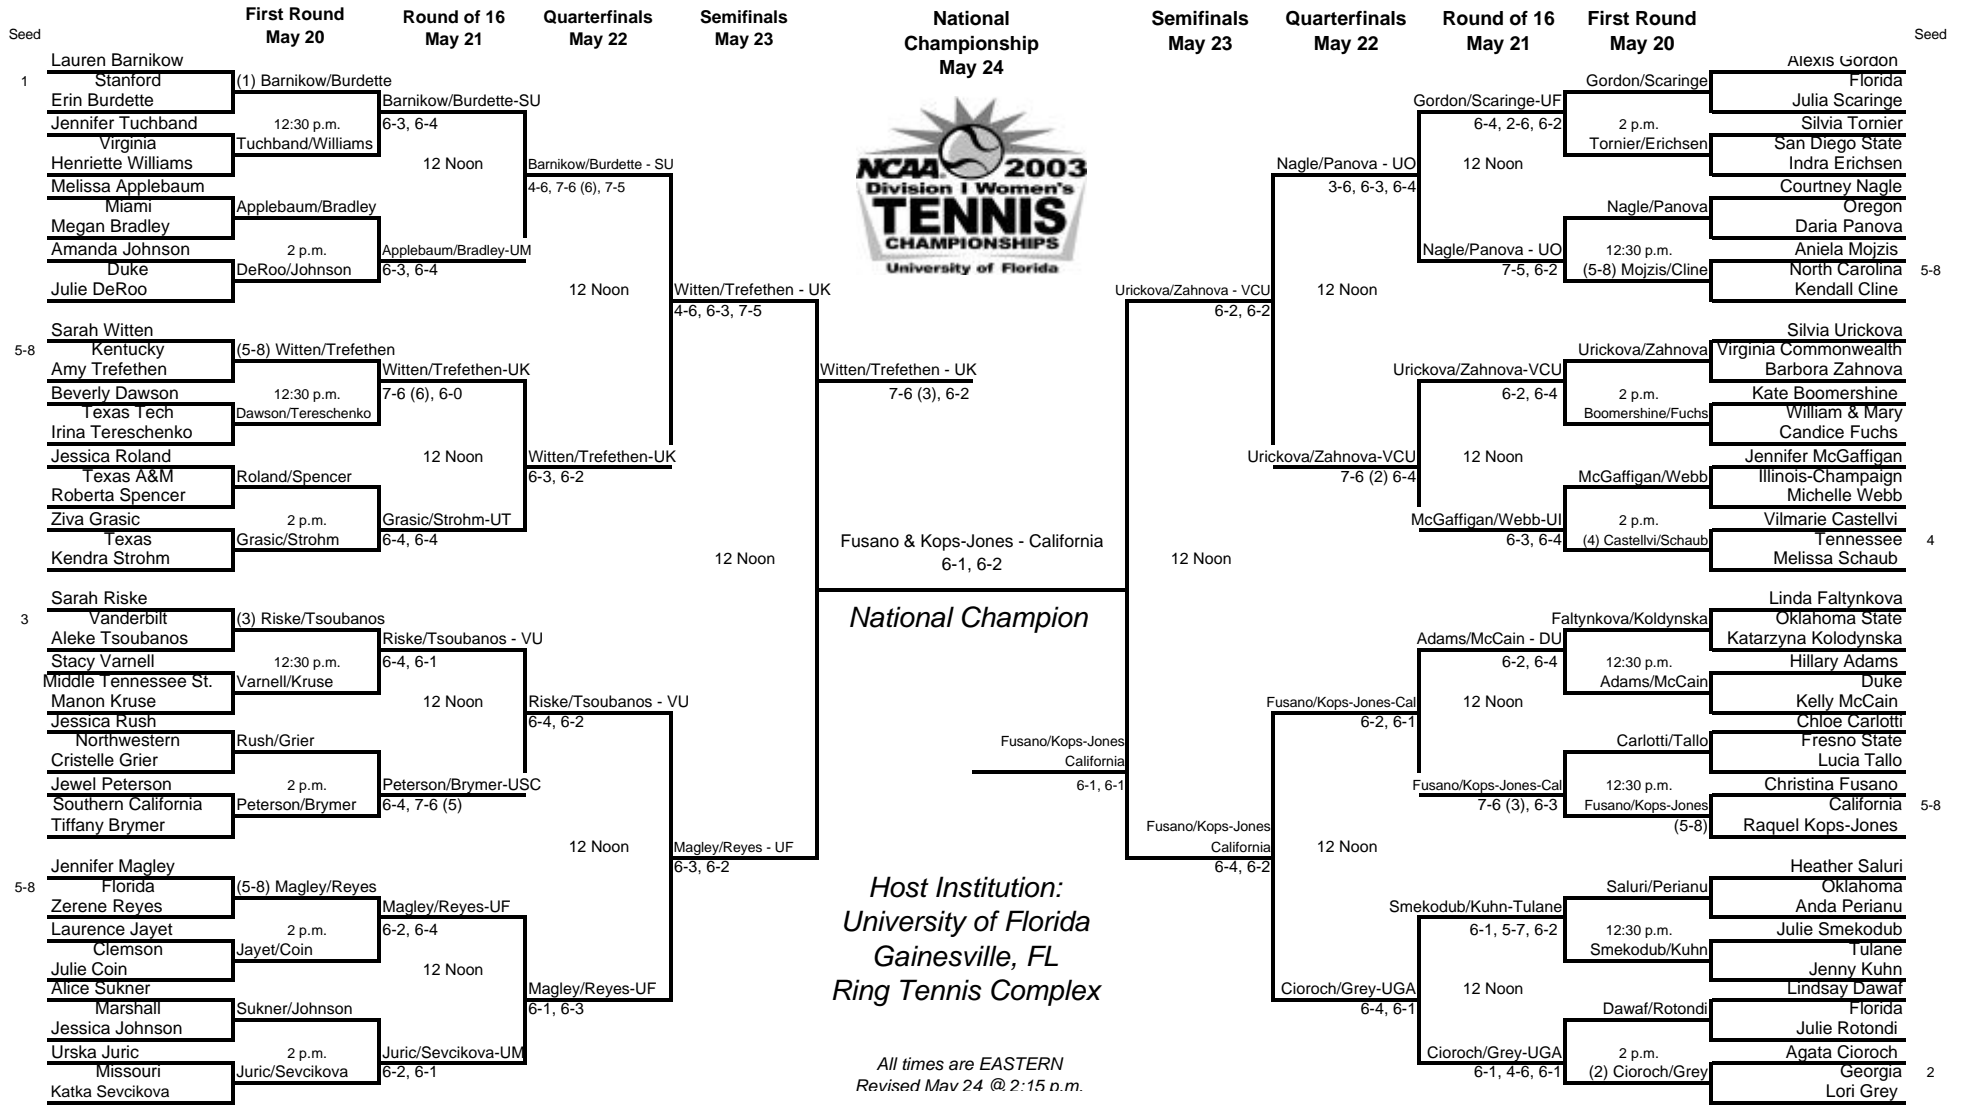 Seed
First Round
May 20
Round of 16
May 21
Quarterfinals
May 22
Semifinals
May 23
National
Championship
May 24
Semifinals
May 23
Quarterfinals
May 22
Round of 16
May 21
First Round
May 20
Seed
1
Lauren Barnikow
Stanford
Erin Burdette
Jennifer Tuchband
Virginia
Henriette Williams
Melissa Applebaum
Miami
Megan Bradley
Amanda Johnson
Duke
Julie DeRoo
5-8
Sarah Witten
Kentucky
Amy Trefethen
Beverly Dawson
Texas Tech
Irina Tereschenko
Jessica Roland
Texas A&M
Roberta Spencer
Ziva Grasic
Texas
Kendra Strohm
3
Sarah Riske
Vanderbilt
Aleke Tsoubanos
Stacy Varnell
Middle Tennessee St.
Manon Kruse
Jessica Rush
Northwestern
Cristelle Grier
Jewel Peterson
Southern California
Tiffany Brymer
5-8
Jennifer Magley
Florida
Zerene Reyes
Laurence Jayet
Clemson
Julie Coin
Alice Sukner
Marshall
Jessica Johnson
Urska Juric
Missouri
Katka Sevcikova
(1) Barnikow/Burdette
12:30 p.m.
Tuchband/Williams
Applebaum/Bradley
2 p.m.
DeRoo/Johnson
(5-8) Witten/Trefethen
12:30 p.m.
Dawson/Tereschenko
Roland/Spencer
2 p.m.
Grasic/Strohm
(3) Riske/Tsoubanos
12:30 p.m.
Varnell/Kruse
Rush/Grier
2 p.m.
Peterson/Brymer
(5-8) Magley/Reyes
2 p.m.
Jayet/Coin
Sukner/Johnson
2 p.m.
Juric/Sevcikova
Barnikow/Burdette-SU
6-3, 6-4
12 Noon
Applebaum/Bradley-UM
6-3, 6-4
Witten/Trefethen-UK
7-6 (6), 6-0
12 Noon
Grasic/Strohm-UT
6-4, 6-4
Riske/Tsoubanos - VU
6-4, 6-1
12 Noon
Peterson/Brymer-USC
6-4, 7-6 (5)
Magley/Reyes-UF
6-2, 6-4
12 Noon
Juric/Sevcikova-UM
6-2, 6-1
Barnikow/Burdette - SU
4-6, 7-6 (6), 7-5
12 Noon
Witten/Trefethen-UK
6-3, 6-2
Riske/Tsoubanos - VU
6-4, 6-2
12 Noon
Magley/Reyes-UF
6-1, 6-3
Witten/Trefethen - UK
4-6, 6-3, 7-5
12 Noon
Magley/Reyes - UF
6-3, 6-2
NCAA 2003
Division I Women's
TENNIS
CHAMPIONSHIPS
University of Florida
Witten/Trefethen - UK
7-6 (3), 6-2
Fusano & Kops-Jones - California
6-1, 6-2
National Champion
Fusano/Kops-Jones
California
6-1, 6-1
Host Institution:
University of Florida
Gainesville, FL
Ring Tennis Complex
All times are EASTERN
Revised May 24 @ 2:15 p.m.
Urickova/Zahnova - VCU
6-2, 6-2
12 Noon
Fusano/Kops-Jones
California
6-4, 6-2
Nagle/Panova - UO
3-6, 6-3, 6-4
12 Noon
Urickova/Zahnova-VCU
7-6 (2) 6-4
Fusano/Kops-Jones-Cal
6-2, 6-1
12 Noon
Cioroch/Grey-UGA
6-4, 6-1
Gordon/Scaringe-UF
6-4, 2-6, 6-2
12 Noon
Nagle/Panova - UO
7-5, 6-2
Urickova/Zahnova-VCU
6-2, 6-4
12 Noon
McGaffigan/Webb-UI
6-3, 6-4
Adams/McCain - DU
6-2, 6-4
12 Noon
Fusano/Kops-Jones-Cal
7-6 (3), 6-3
Smekodub/Kuhn-Tulane
6-1, 5-7, 6-2
12 Noon
Cioroch/Grey-UGA
6-1, 4-6, 6-1
Gordon/Scaringe
2 p.m.
Tornier/Erichsen
Nagle/Panova
12:30 p.m.
(5-8) Mojzis/Cline
Urickova/Zahnova
2 p.m.
Boomershine/Fuchs
McGaffigan/Webb
2 p.m.
(4) Castellvi/Schaub
Faltynkova/Koldynska
12:30 p.m.
Adams/McCain
Carlotti/Tallo
12:30 p.m.
Fusano/Kops-Jones
(5-8)
Saluri/Perianu
12:30 p.m.
Smekodub/Kuhn
Dawaf/Rotondi
2 p.m.
(2) Cioroch/Grey
Alexis Gordon
Florida
Julia Scaringe
Silvia Tornier
San Diego State
Indra Erichsen
Courtney Nagle
Oregon
Daria Panova
Aniela Mojzis
North Carolina
Kendall Cline
5-8
Silvia Urickova
Virginia Commonwealth
Barbora Zahnova
Kate Boomershine
William & Mary
Candice Fuchs
Jennifer McGaffigan
Illinois-Champaign
Michelle Webb
Vilmarie Castellvi
Tennessee
Melissa Schaub
4
Linda Faltynkova
Oklahoma State
Katarzyna Kolodynska
Hillary Adams
Duke
Kelly McCain
Chloe Carlotti
Fresno State
Lucia Tallo
Christina Fusano
California
Raquel Kops-Jones
5-8
Heather Saluri
Oklahoma
Anda Perianu
Julie Smekodub
Tulane
Jenny Kuhn
Lindsay Dawaf
Florida
Julie Rotondi
Agata Cioroch
Georgia
Lori Grey
2